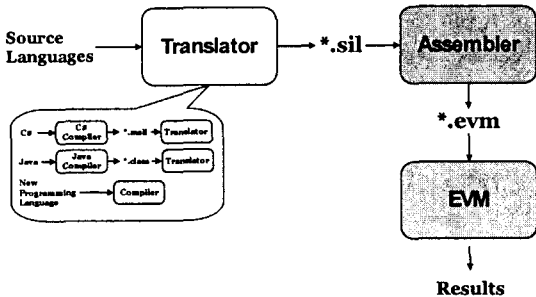 Source
Languages
Translator
*.sil
Assembler
*.evm
EVM
Results
C#
C#
Compiler
*.msil
Translator
Java
Java
Compiler
*.class
Translator
New
Programming
Language
Compiler